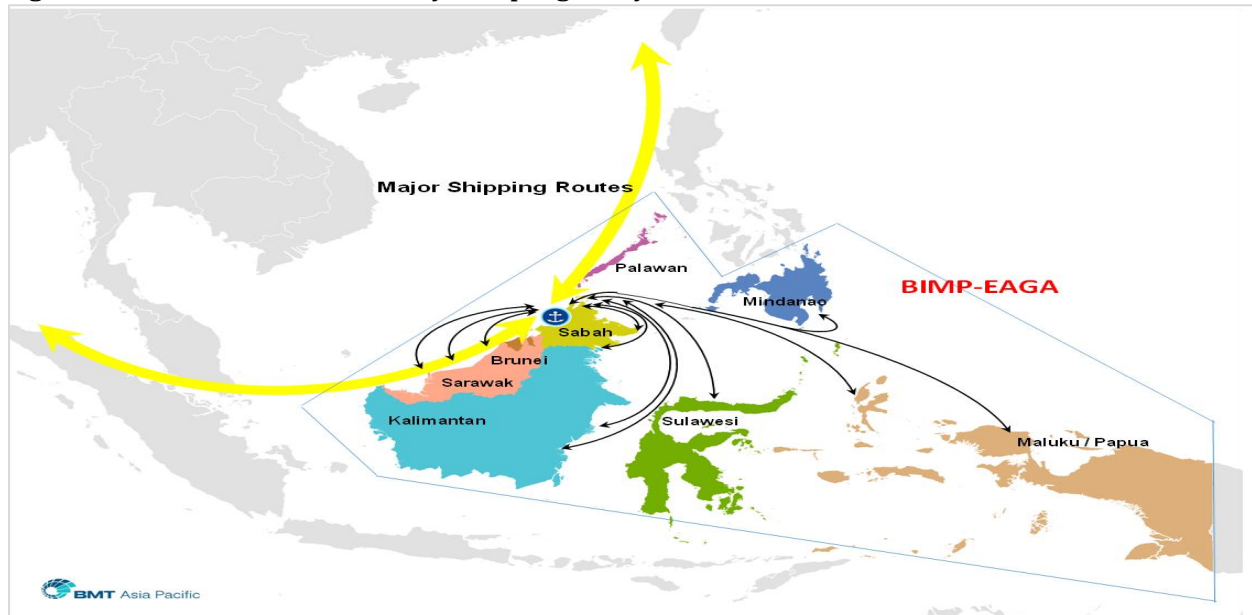 Major Shipping Routes
Palawan
Mindanao
BIMP-EAGA
Sabah
Brunei
Sarawak
Kalimantan
Sulawesi
Maluku / Papua
BMT Asia Pacific